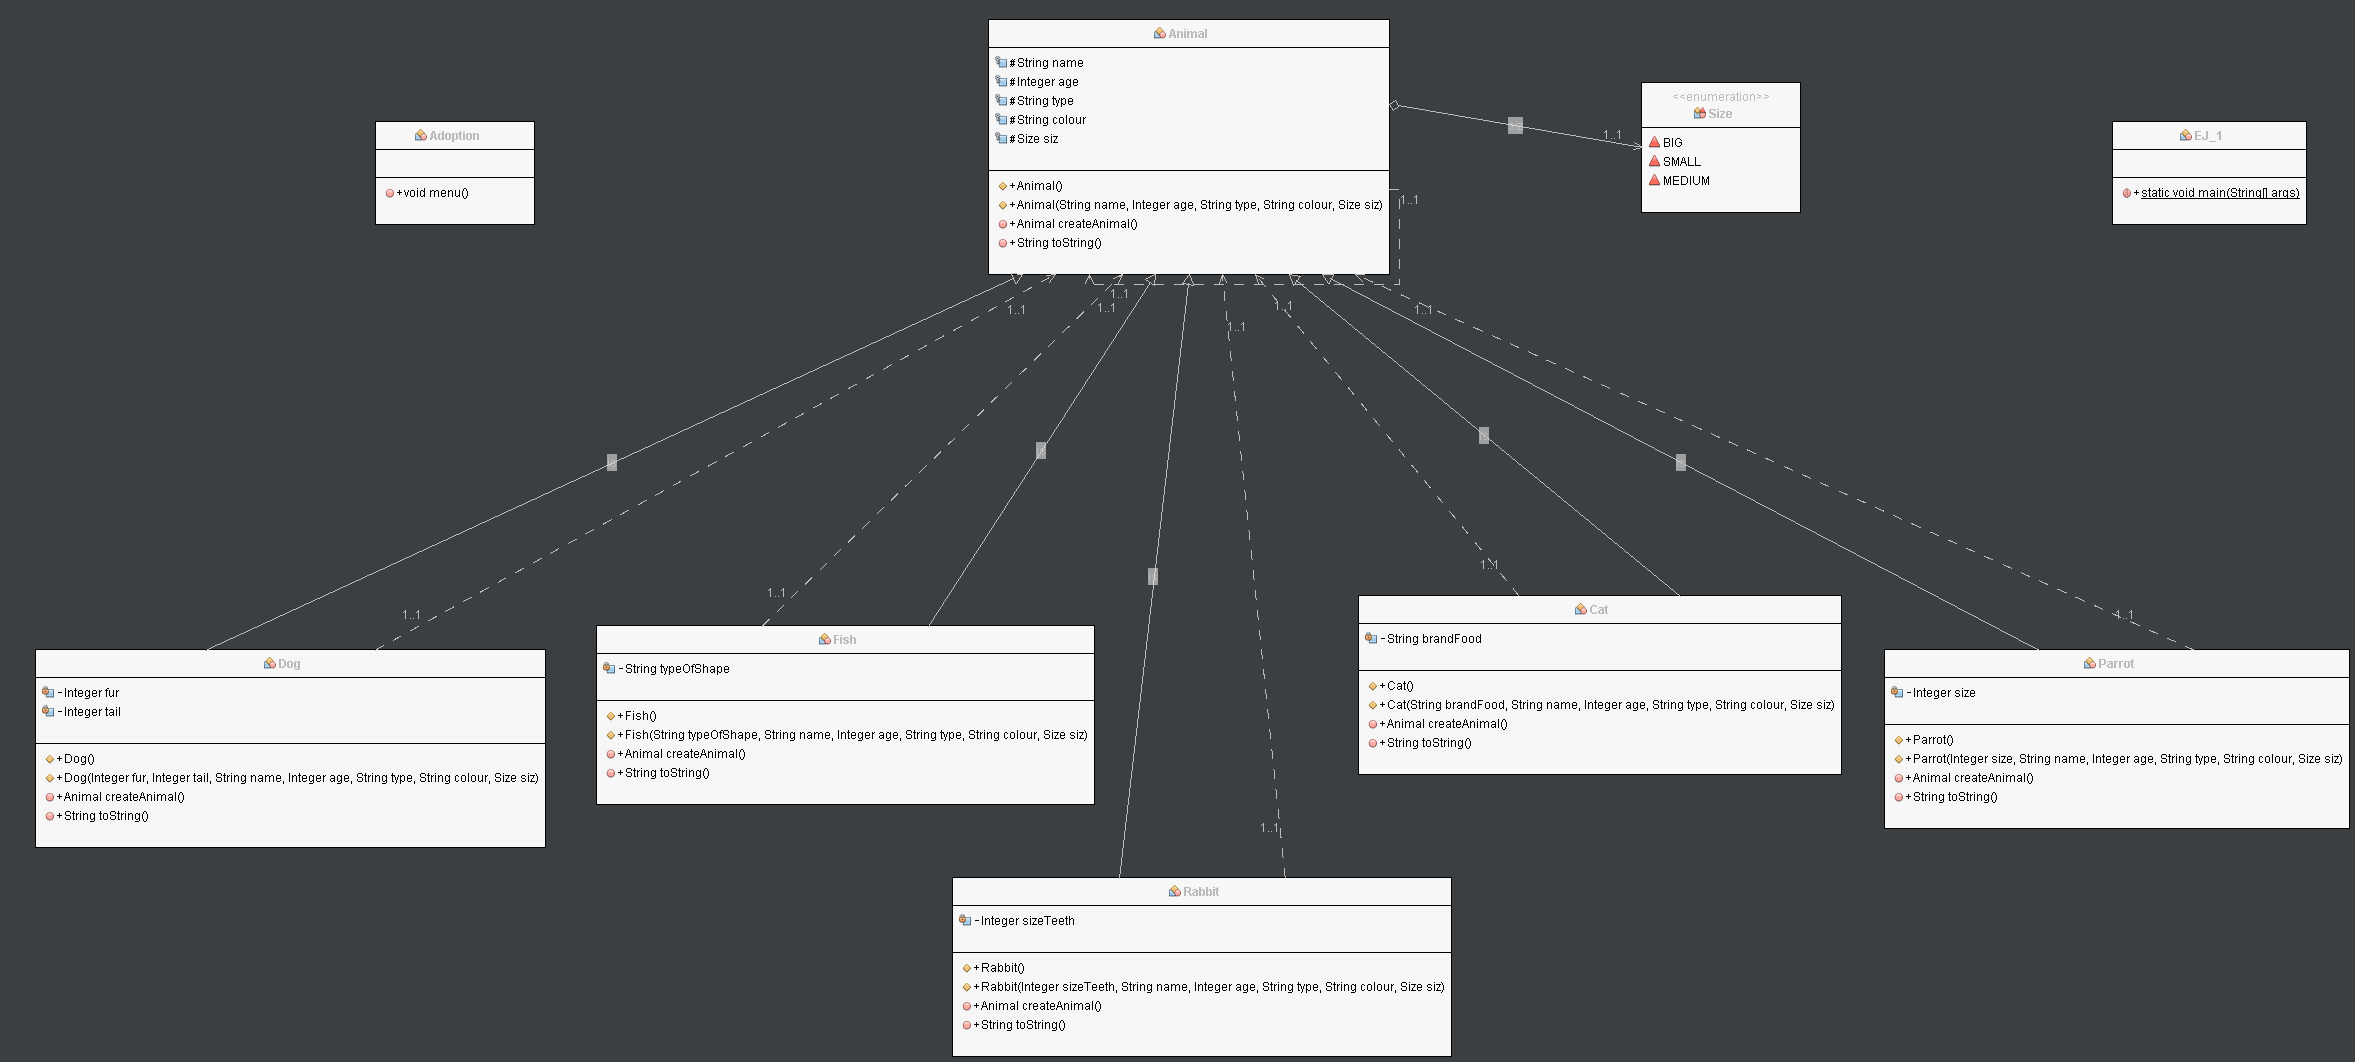 Animal
#String name
#Integer age
#String type
#String colour
#Size siz
+Animal()
+Animal(String name, Integer age, String type, String colour, Size siz)
+Animal createAnimal()
+String toString()
<<enumeration>>
Size
BIG
SMALL
MEDIUM
Adoption
+void menu()
EJ_1
+static void main(String[] args)
1..1
1..1
1..1
1..1
1..1
1..1
1..1
1..1
1..1
1..1
1..1
1..1
1..1
Dog
-Integer fur
-Integer tail
+Dog()
+Dog(Integer fur, Integer tail, String name, Integer age, String type, String colour, Size siz)
+Animal createAnimal()
+String toString()
Fish
-String typeOfShape
+Fish()
+Fish(String typeOfShape, String name, Integer age, String type, String colour, Size siz)
+Animal createAnimal()
+String toString()
Cat
-String brandFood
+Cat()
+Cat(String brandFood, String name, Integer age, String type, String colour, Size siz)
+Animal createAnimal()
+String toString()
Parrot
-Integer size
+Parrot()
+Parrot(Integer size, String name, Integer age, String type, String colour, Size siz)
+Animal createAnimal()
+String toString()
Rabbit
-Integer sizeTeeth
+Rabbit()
+Rabbit(Integer sizeTeeth, String name, Integer age, String type, String colour, Size siz)
+Animal createAnimal()
+String toString()